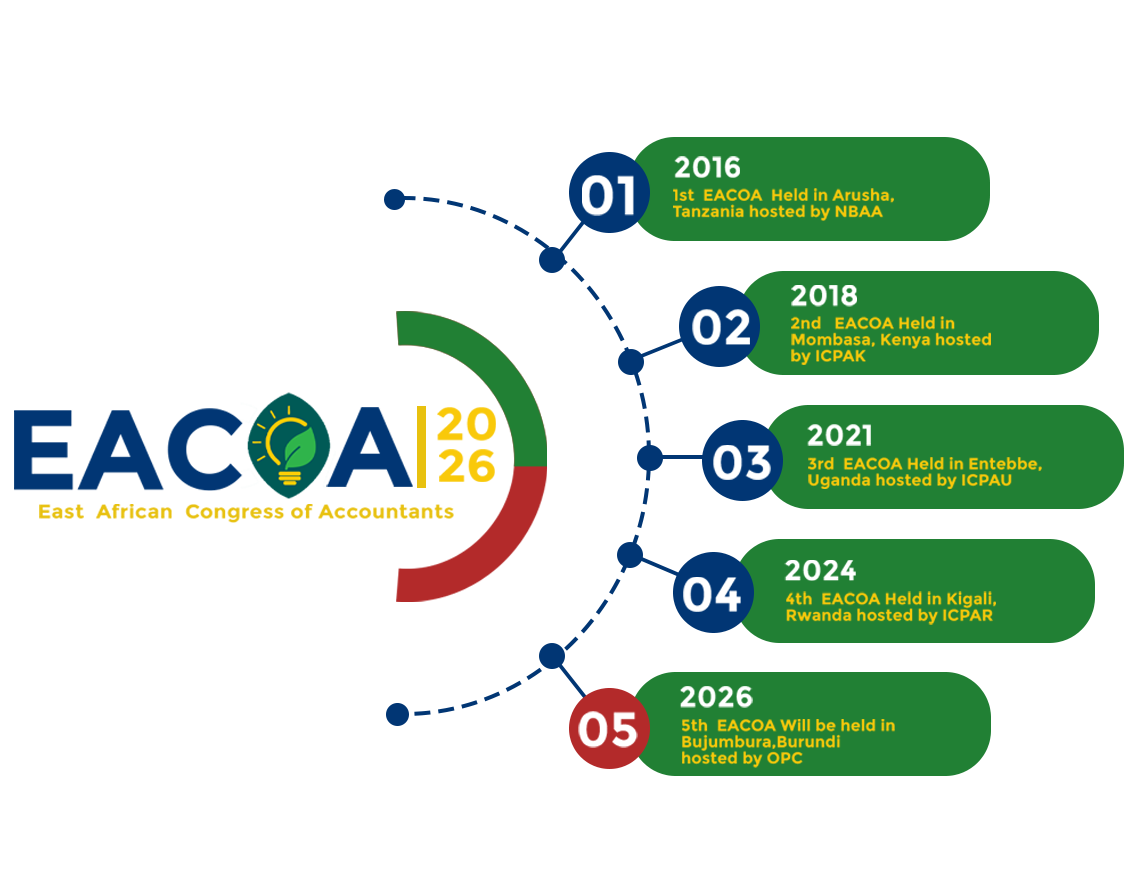 EACOA
20
26
East African Congress of Accountants
01
2016
1st EACOA Held in Arusha,
Tanzania hosted by NBAA
02
2018
2nd EACOA Held in
Mombasa, Kenya hosted
by ICPAK
03
2021
3rd EACOA Held in Entebbe,
Uganda hosted by ICPAU
04
2024
4th EACOA Held in Kigali,
Rwanda hosted by ICPAR
05
2026
5th EACOA Will be held in
Bujumbura,Burundi
hosted by OPC